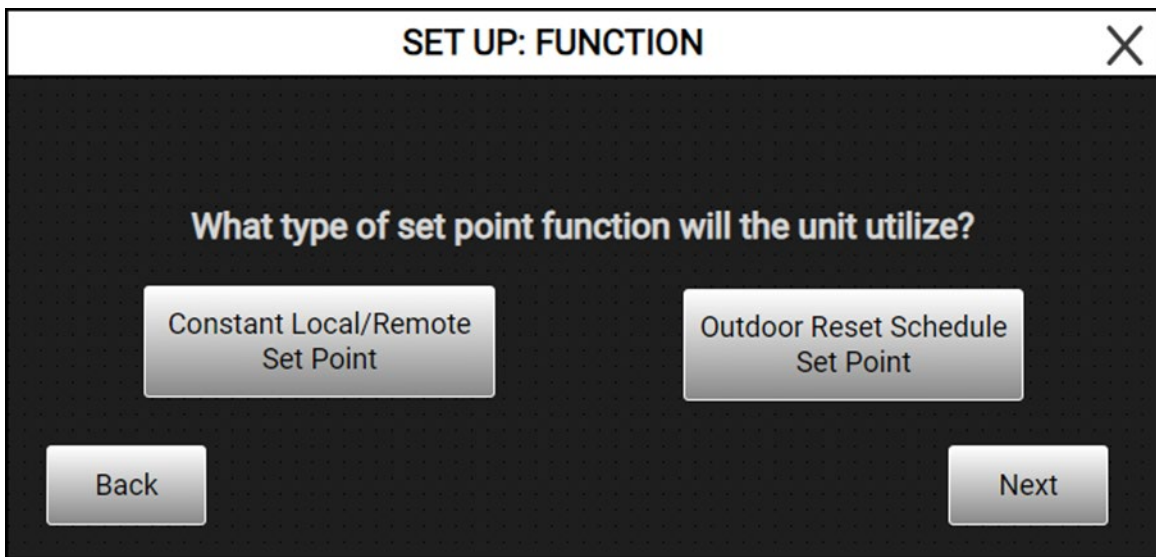 SET UP: FUNCTION
What type of set point function will the unit utilize?
Constant Local/Remote
Set Point
Outdoor Reset Schedule
Set Point
Back
Next